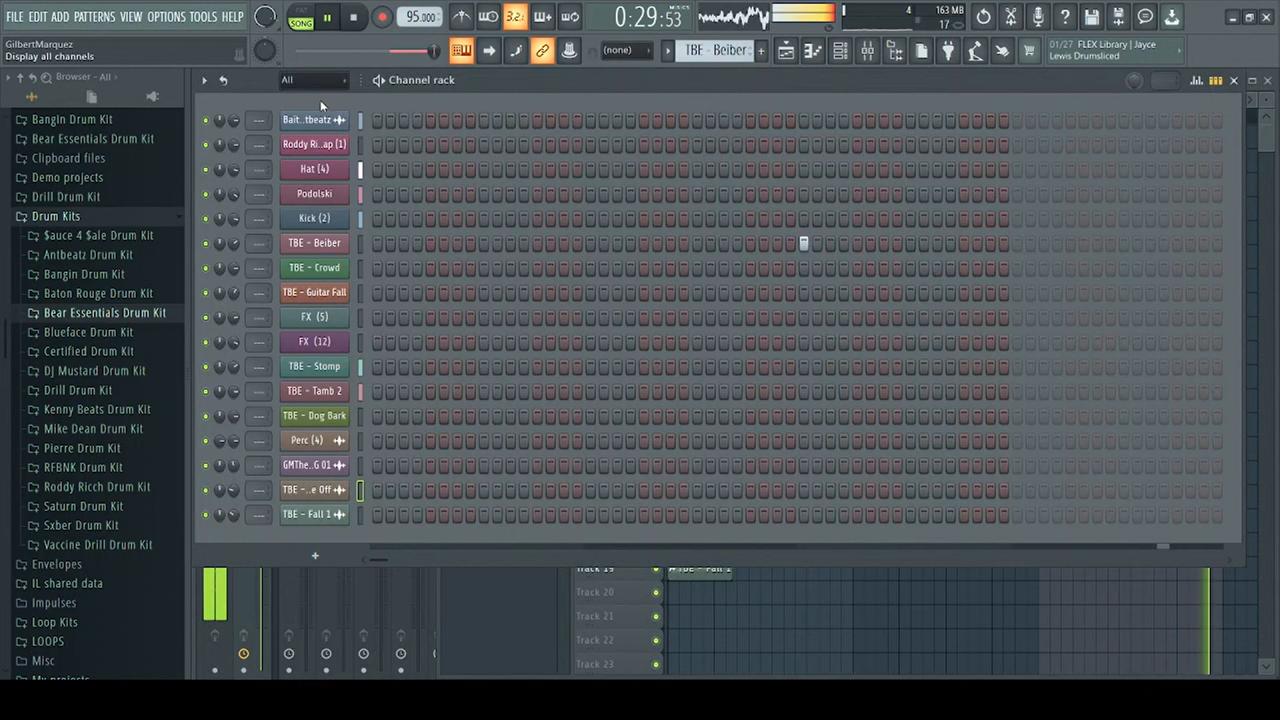 FILE EDIT ADD PATTERNS VIEW OPTIONS TOOLS HELP
PAT
SONG
95.000
3.2.
0:29:53
M:S:CS
4
163 MB
17
GilbertMarquez
Display all channels
(none)
TBE - Beiber
+
01/27 FLEX Library | Jayce
Lewis Drumsliced
Browser - All
All
Channel rack
Bangin Drum Kit
Bear Essentials Drum Kit
Clipboard files
Demo projects
Drill Drum Kit
Drum Kits
$auce 4 $ale Drum Kit
Antbeatz Drum Kit
Bangin Drum Kit
Baton Rouge Drum Kit
Bear Essentials Drum Kit
Blueface Drum Kit
Certified Drum Kit
DJ Mustard Drum Kit
Drill Drum Kit
Kenny Beats Drum Kit
Mike Dean Drum Kit
Pierre Drum Kit
RFBNK Drum Kit
Roddy Ricch Drum Kit
Saturn Drum Kit
Sxber Drum Kit
Vaccine Drill Drum Kit
Envelopes
IL shared data
Impulses
Loop Kits
LOOPS
Misc
My projects
Bait..tbeatz
Roddy Ri..ap (1)
Hat (4)
Podolski
Kick (2)
TBE - Beiber
TBE - Crowd
TBE - Guitar Fall
FX (5)
FX (12)
TBE - Stomp
TBE - Tamb 2
TBE - Dog Bark
Perc (4)
GMThe..G 01
TBE -..e Off
TBE - Fall 1
+
Track 19
TBE - Fall 1
Track 20
Track 21
Track 22
Track 23